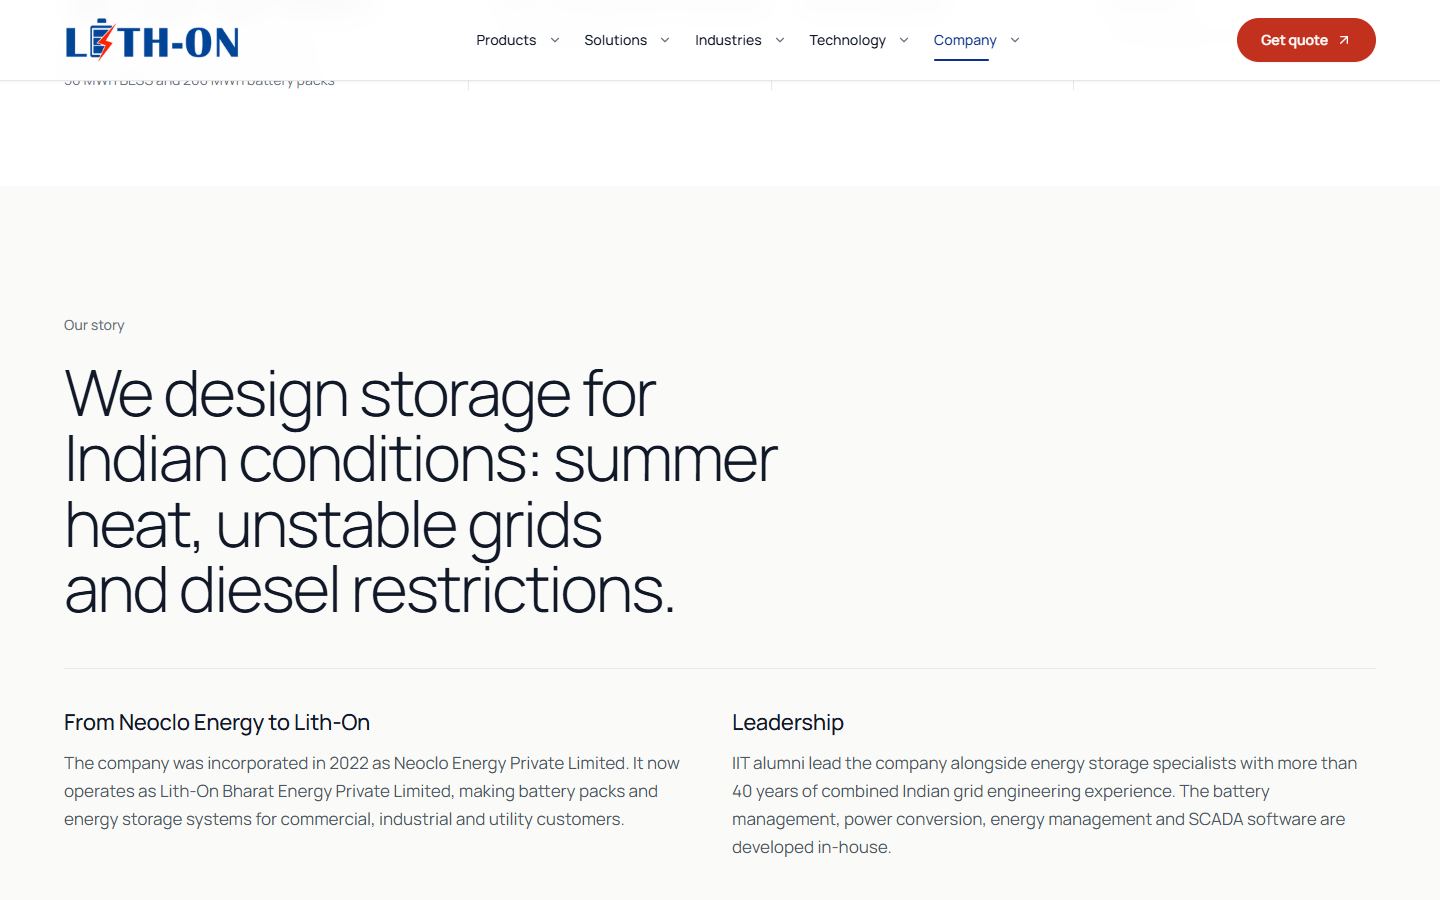 LITH-ON
Products
Solutions
Industries
Technology
Company
Get quote
Our story
We design storage for
Indian conditions: summer
heat, unstable grids
and diesel restrictions.
From Neoclo Energy to Lith-On
The company was incorporated in 2022 as Neoclo Energy Private Limited. It now
operates as Lith-On Bharat Energy Private Limited, making battery packs and
energy storage systems for commercial, industrial and utility customers.
Leadership
IIT alumni lead the company alongside energy storage specialists with more than
40 years of combined Indian grid engineering experience. The battery
management, power conversion, energy management and SCADA software are
developed in-house.